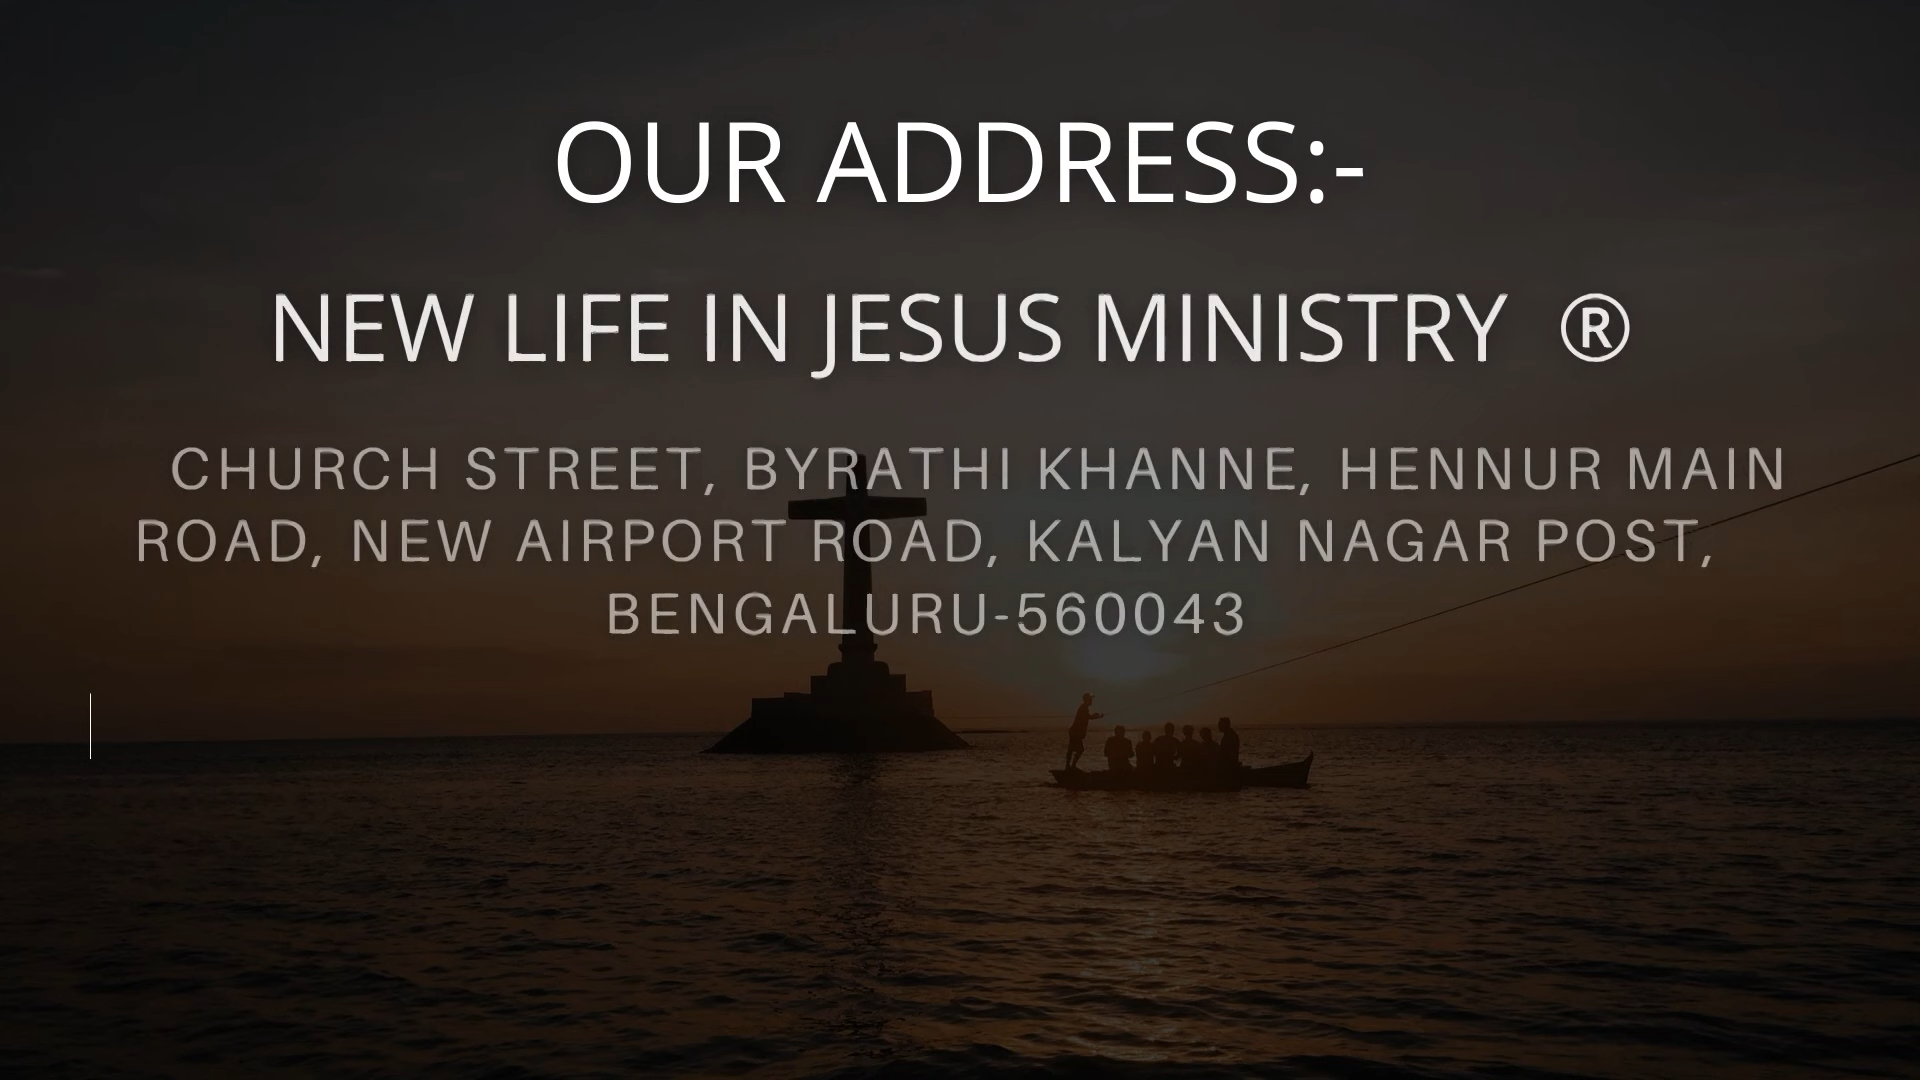 OUR ADDRESS:-
NEW LIFE IN JESUS MINISTRY ®
CHURCH STREET, BYRATHI KHANNE, HENNUR MAIN
ROAD, NEW AIRPORT ROAD, KALYAN NAGAR POST,
BENGALURU-560043